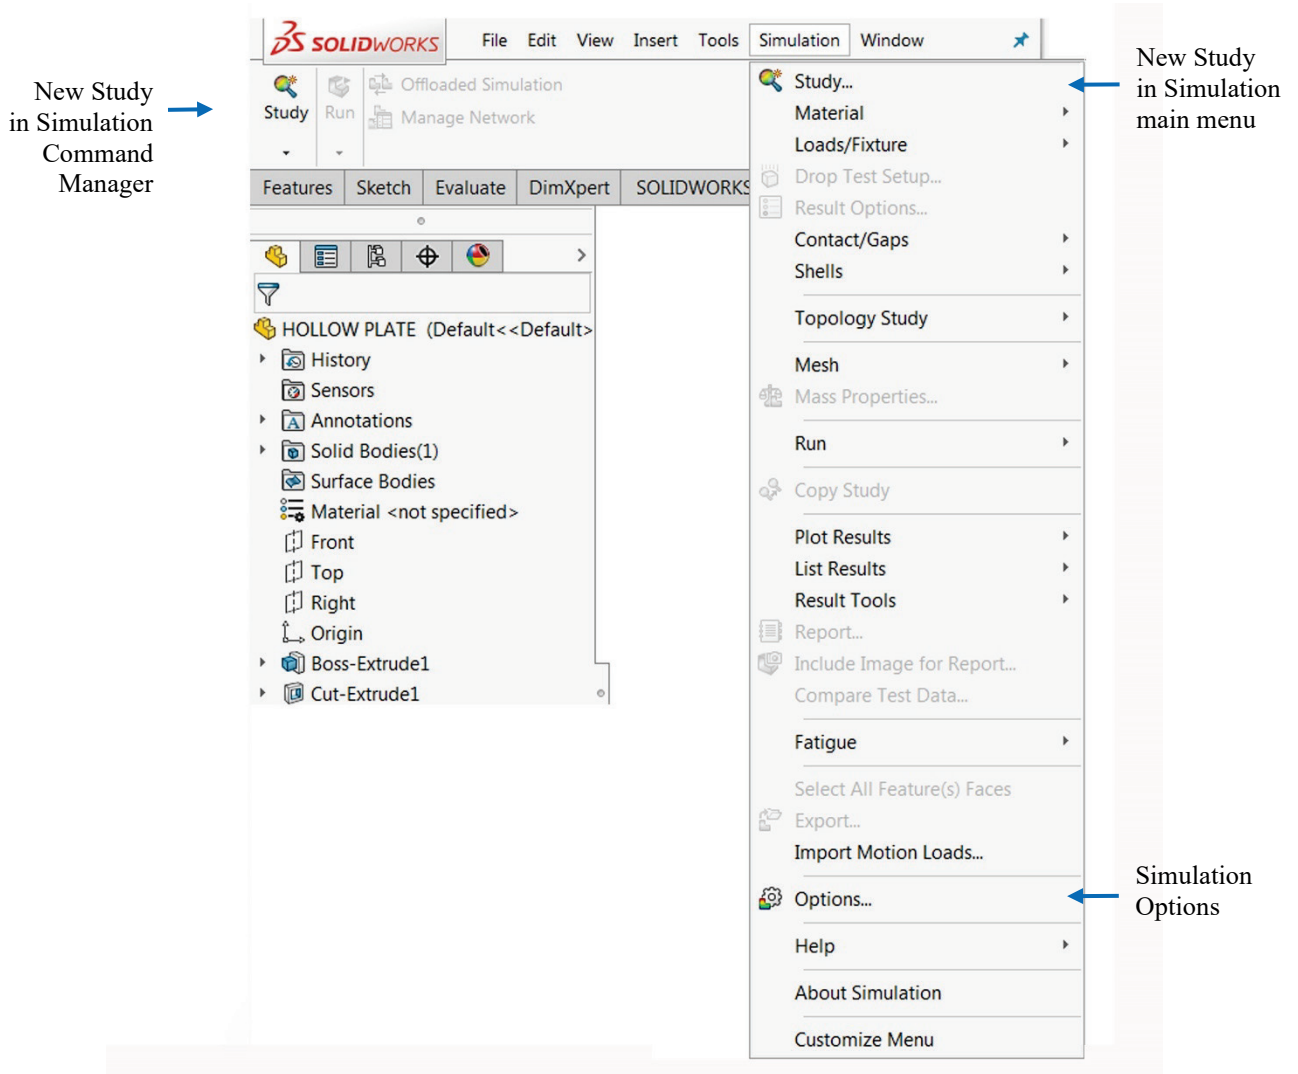 SOLIDWORKS
File Edit View Insert Tools Simulation Window
New Study
in Simulation
Command
Manager
Study
Run
Offloaded Simulation
Manage Network
Features Sketch Evaluate DimXpert SOLIDWORKS
HOLLOW PLATE (Default<<Default>
History
Sensors
Annotations
Solid Bodies(1)
Surface Bodies
Material <not specified>
Front
Top
Right
Origin
Boss-Extrude1
Cut-Extrude1
Study...
Material
Loads/Fixture
Drop Test Setup...
Result Options...
Contact/Gaps
Shells
Topology Study
Mesh
Mass Properties...
Run
Copy Study
Plot Results
List Results
Result Tools
Report...
Include Image for Report...
Compare Test Data...
Fatigue
Select All Feature(s) Faces
Export...
Import Motion Loads...
Options...
Help
About Simulation
Customize Menu
New Study
in Simulation
main menu
Simulation
Options